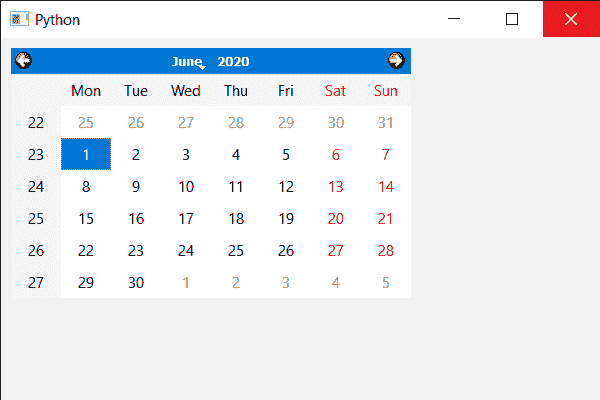 Python
June 2020
Mon Tue Wed Thu Fri Sat Sun
22 25 26 27 28 29 30 31
23 1 2 3 4 5 6 7
24 8 9 10 11 12 13 14
25 15 16 17 18 19 20 21
26 22 23 24 25 26 27 28
27 29 30 1 2 3 4 5